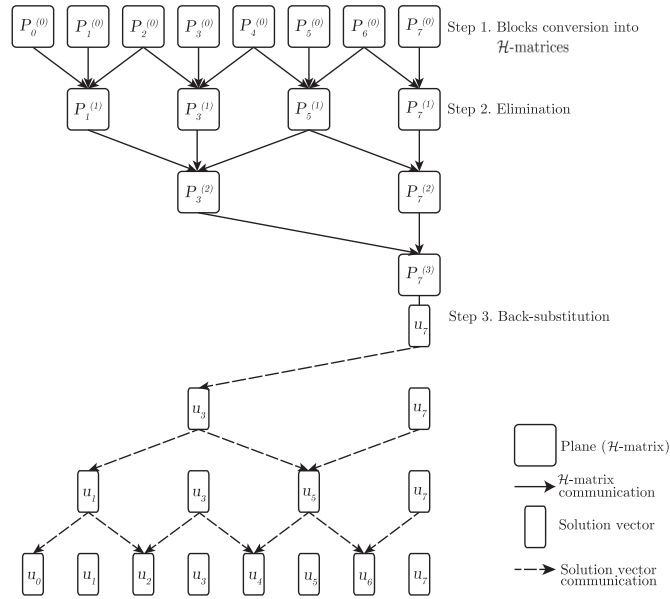 P₀⁽⁰⁾ P₁⁽⁰⁾ P₂⁽⁰⁾ P₃⁽⁰⁾ P₄⁽⁰⁾ P₅⁽⁰⁾ P₆⁽⁰⁾ P₇⁽⁰⁾
Step 1. Blocks conversion into
ℋ-matrices
P₁⁽¹⁾ P₃⁽¹⁾ P₅⁽¹⁾ P₇⁽¹⁾ Step 2. Elimination
P₃⁽²⁾ P₇⁽²⁾
P₇⁽³⁾
u₇ Step 3. Back-substitution
u₃ u₇
u₁ u₃ u₅ u₇
u₀ u₁ u₂ u₃ u₄ u₅ u₆ u₇
Plane (ℋ-matrix)
ℋ-matrix
communication
Solution vector
Solution vector
communication